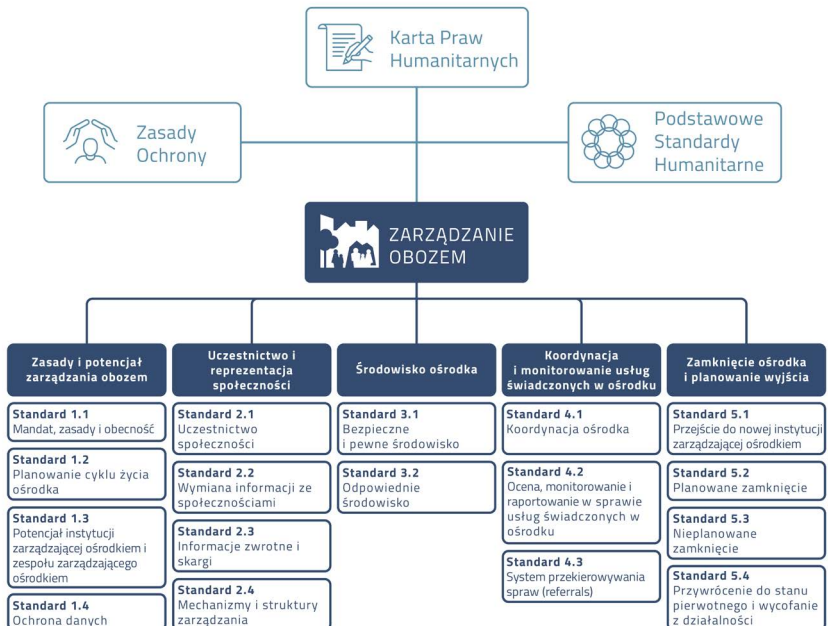 Karta Praw
Humanitarnych
Zasady
Ochrony
Podstawowe
Standardy
Humanitarne
ZARZĄDZANIE
OBOZEM
Zasady i potencjał
zarządzania obozem
Standard 1.1
Mandat, zasady i obecność
Standard 1.2
Planowanie cyklu życia
ośrodka
Standard 1.3
Potencjał instytucji
zarządzającej ośrodkiem i
zespołu zarządzającego
ośrodkiem
Standard 1.4
Ochrona danych
Uczestnictwo i
reprezentacja
społeczności
Standard 2.1
Uczestnictwo
społeczności
Standard 2.2
Wymiana informacji ze
społecznościami
Standard 2.3
Informacje zwrotne i
skargi
Standard 2.4
Mechanizmy i struktury
zarządzania
Środowisko ośrodka
Standard 3.1
Bezpieczne
i pewne środowisko
Standard 3.2
Odpowiednie
środowisko
Koordynacja
i monitorowanie usług
świadczonych w ośrodku
Standard 4.1
Koordynacja ośrodka
Standard 4.2
Ocena, monitorowanie i
raportowanie w sprawie
usług świadczonych w
ośrodku
Standard 4.3
System przekierowywania
spraw (referrals)
Zamknięcie ośrodka
i planowanie wyjścia
Standard 5.1
Przejście do nowej instytucji
zarządzającej ośrodkiem
Standard 5.2
Planowane zamknięcie
Standard 5.3
Nieplanowane
zamknięcie
Standard 5.4
Przywrócenie do stanu
pierwotnego i wycofanie
z działalności